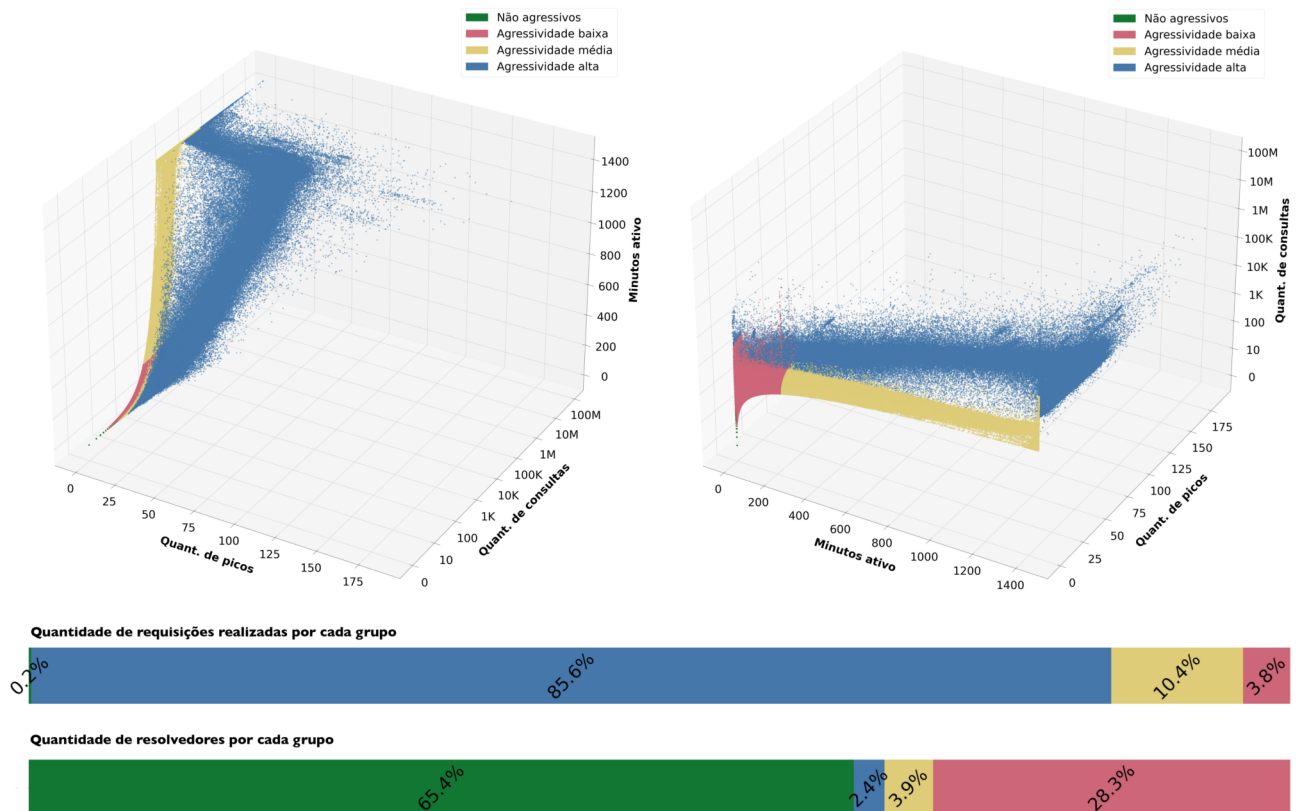 Não agressivos
Agressividade baixa
Agressividade média
Agressividade alta
1400
1200
1000
800
600
400
200
0
Minutos ativo
100M
10M
1M
100K
10K
1K
100
10
0
Quant. de consultas
0
25
50
75
100
125
150
175
Quant. de picos
Não agressivos
Agressividade baixa
Agressividade média
Agressividade alta
100M
10M
1M
100K
10K
1K
100
10
0
Quant. de consultas
175
150
125
100
75
50
25
0
Quant. de picos
0
200
400
600
800
1000
1200
1400
Minutos ativo
Quantidade de requisições realizadas por cada grupo
0.2%
85.6%
10.4%
3.8%
Quantidade de resolvedores por cada grupo
65.4%
2.4%
3.9%
28.3%